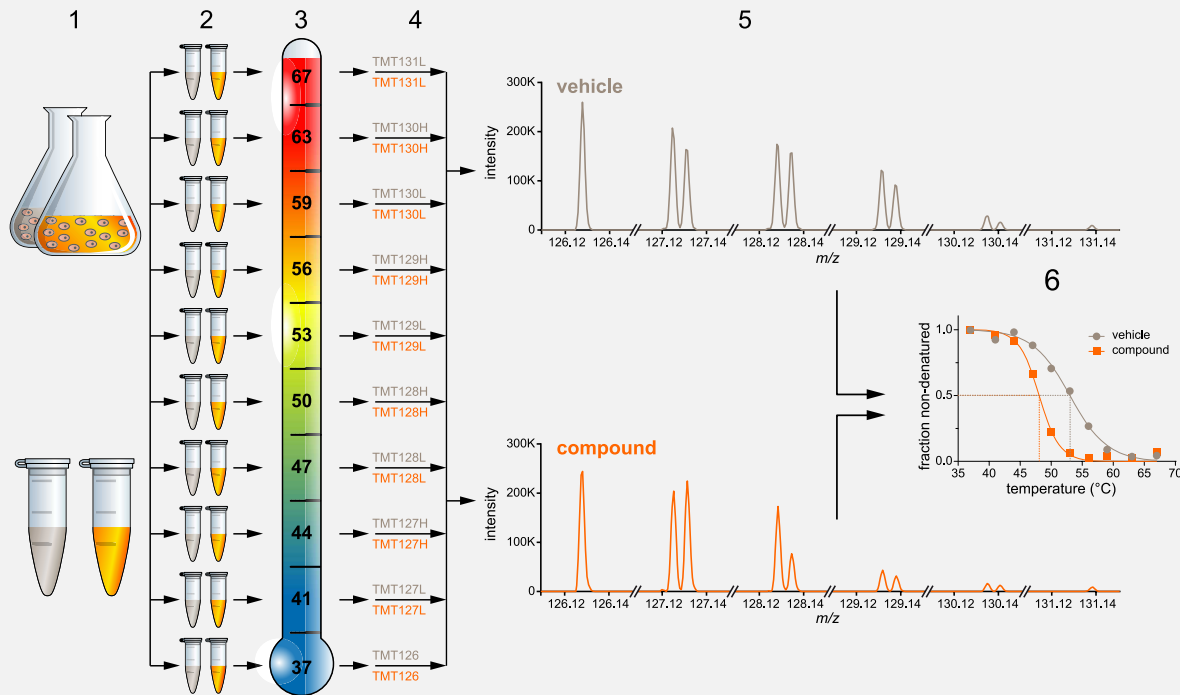 1
2
3
4
5
67
TMT131L
TMT131L
63
TMT130H
TMT130H
59
TMT130L
TMT130L
56
TMT129H
TMT129H
53
TMT129L
TMT129L
50
TMT128H
TMT128H
47
TMT128L
TMT128L
44
TMT127H
TMT127H
41
TMT127L
TMT127L
37
TMT126
TMT126
vehicle
300K
200K
100K
0
intensity
126.12 126.14 127.12 127.14 128.12 128.14 129.12 129.14 130.12 130.14 131.12 131.14
m/z
compound
300K
200K
100K
0
intensity
126.12 126.14 127.12 127.14 128.12 128.14 129.12 129.14 130.12 130.14 131.12 131.14
m/z
6
vehicle
compound
1.0
0.5
0.0
fraction non-denatured
35 40 45 50 55 60 65 70
temperature (°C)